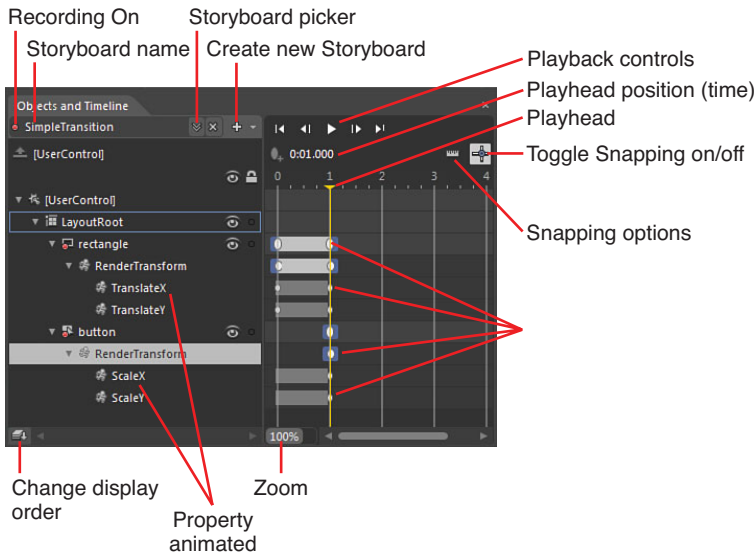 Recording On
Storyboard picker
Storyboard name
Create new Storyboard
Playback controls
Playhead position (time)
Playhead
Toggle Snapping on/off
Snapping options
Objects and Timeline
SimpleTransition
[UserControl]
0:01.000
0 1 2 3 4
[UserControl]
LayoutRoot
rectangle
RenderTransform
TranslateX
TranslateY
button
RenderTransform
ScaleX
ScaleY
100%
Change display
order
Property
animated
Zoom